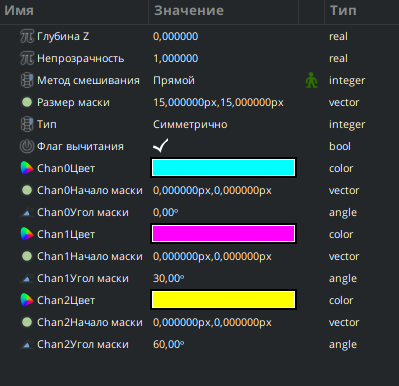 Имя Значение Тип
Глубина Z 0,000000 real
Непрозрачность 1,000000 real
Метод смешивания Прямой integer
Размер маски 15,000000px,15,000000px vector
Тип Симметрично integer
Флаг вычитания bool
Chan0Цвет color
Chan0Начало маски 0,000000px,0,000000px vector
Chan0Угол маски 0,00º angle
Chan1Цвет color
Chan1Начало маски 0,000000px,0,000000px vector
Chan1Угол маски 30,00º angle
Chan2Цвет color
Chan2Начало маски 0,000000px,0,000000px vector
Chan2Угол маски 60,00º angle